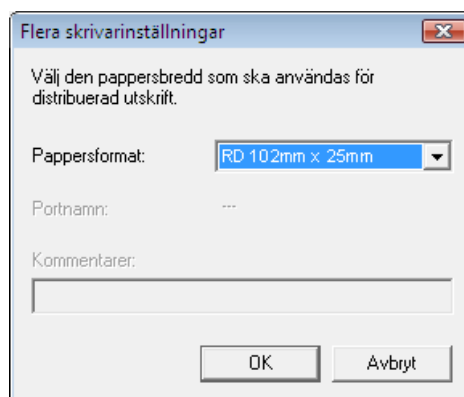 Flera skrivarinställningar
Välj den pappersbredd som ska användas för
distribuerad utskrift.
Pappersformat: RD 102mm x 25mm
Portnamn: ---
Kommentarer:
OK Avbryt